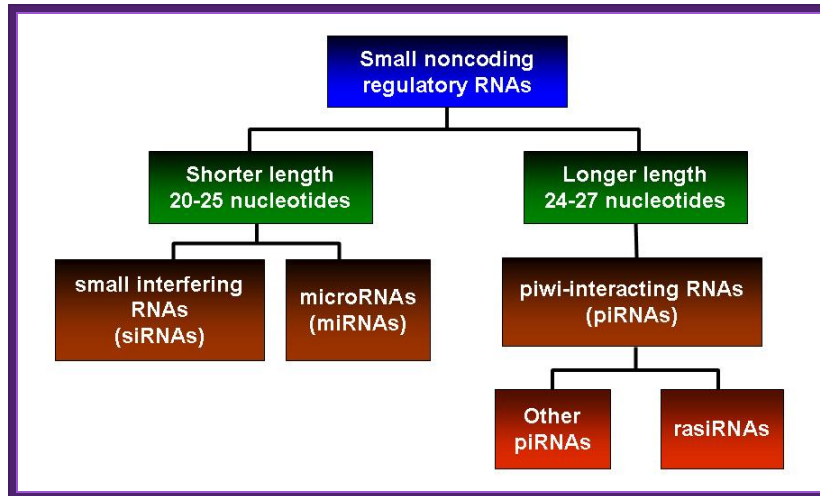 Small noncoding
regulatory RNAs
Shorter length
20-25 nucleotides
Longer length
24-27 nucleotides
small interfering
RNAs
(siRNAs)
microRNAs
(miRNAs)
piwi-interacting RNAs
(piRNAs)
Other
piRNAs
rasiRNAs